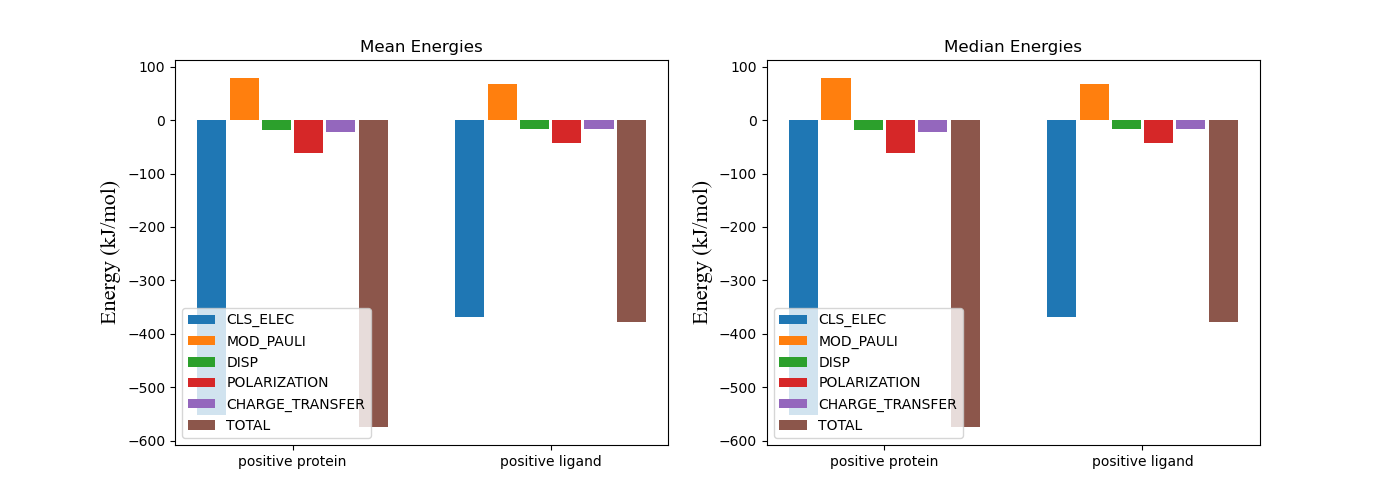 Mean Energies
Energy (kJ/mol)
100
0
−100
−200
−300
−400
−500
−600
CLS_ELEC
MOD_PAULI
DISP
POLARIZATION
CHARGE_TRANSFER
TOTAL
positive protein
positive ligand
Median Energies
Energy (kJ/mol)
100
0
−100
−200
−300
−400
−500
−600
CLS_ELEC
MOD_PAULI
DISP
POLARIZATION
CHARGE_TRANSFER
TOTAL
positive protein
positive ligand